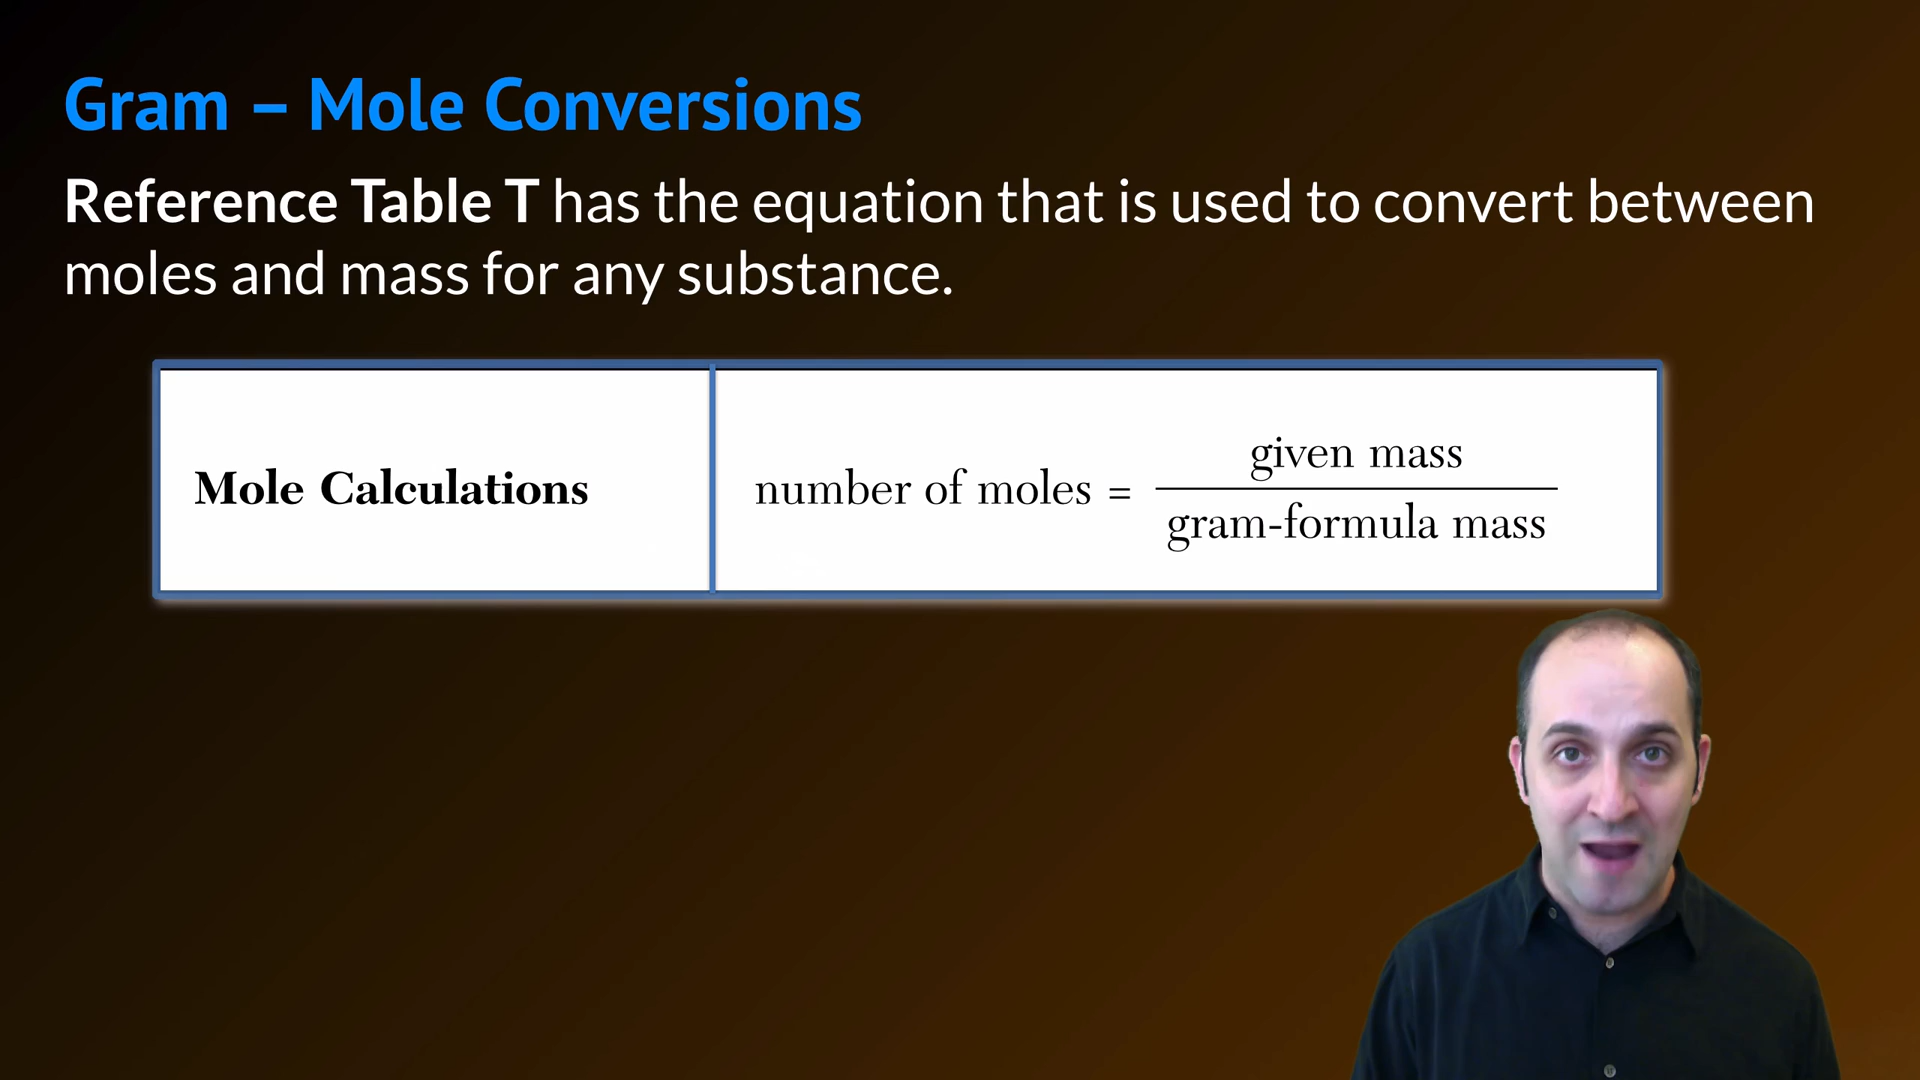 Gram – Mole Conversions
Reference Table T has the equation that is used to convert between
moles and mass for any substance.
Mole Calculations
number of moles = given mass
gram-formula mass